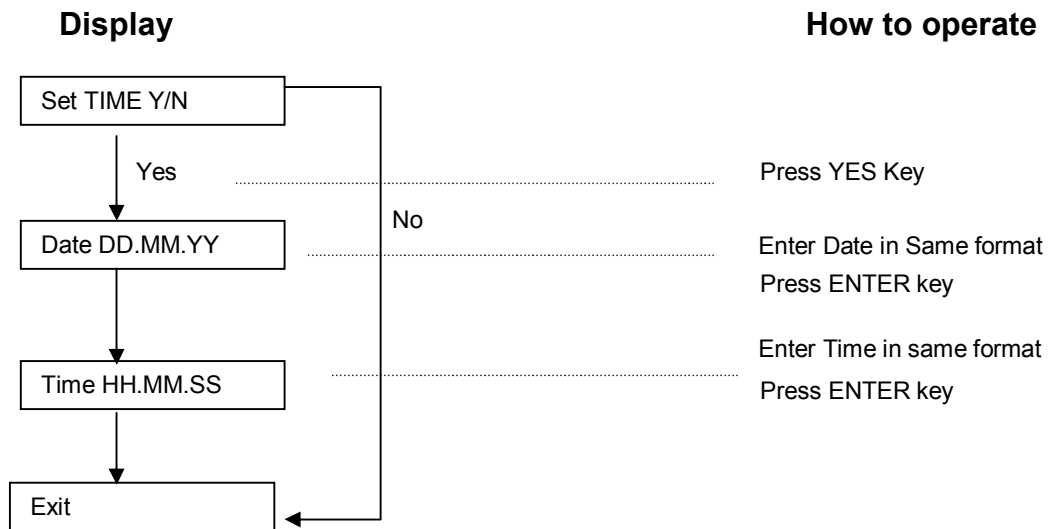 Display
How to operate
Set TIME Y/N
Yes
Press YES Key
No
Date DD.MM.YY
Enter Date in Same format
Press ENTER key
Enter Time in same format
Time HH.MM.SS
Press ENTER key
Exit